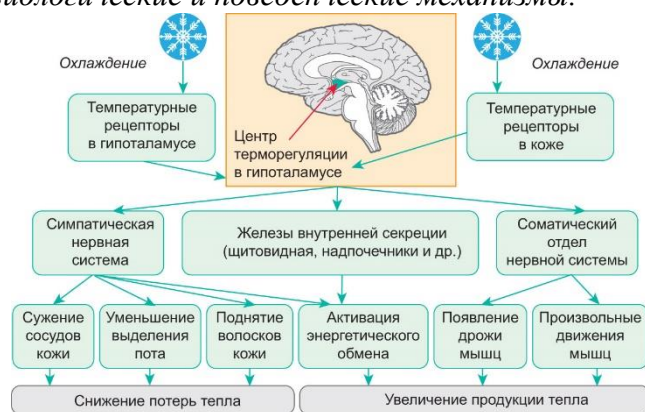 и поведенческие механизмы.
Охлаждение
Охлаждение
Температурные
рецепторы
в гипоталамусе
Центр
терморегуляции
в гипоталамусе
Температурные
рецепторы
в коже
Симпатическая
нервная
система
Железы внутренней секреции
(щитовидная, надпочечники и др.)
Соматический
отдел
нервной системы
Сужение
сосудов
кожи
Уменьшение
выделения
пота
Поднятие
волосков
кожи
Активация
энергетического
обмена
Появление
дрожи
мышц
Произвольные
движения
мышц
Снижение потерь тепла
Увеличение продукции тепла